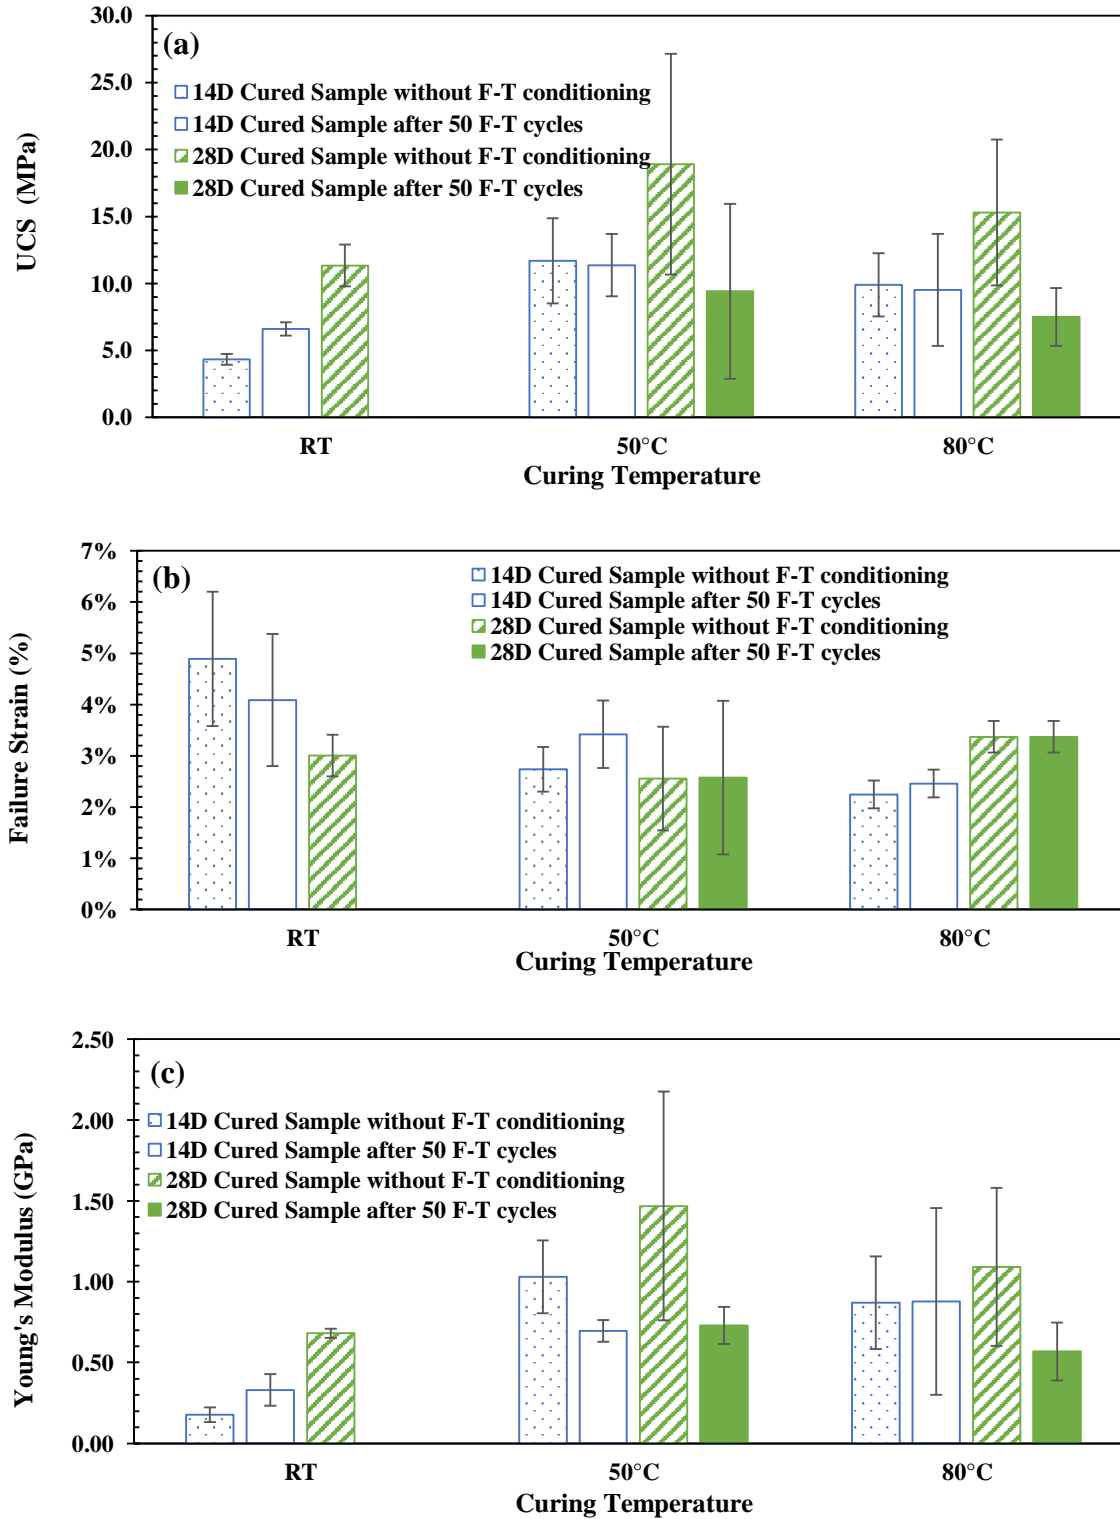 30.0
(a)
25.0
14D Cured Sample without F-T conditioning
14D Cured Sample after 50 F-T cycles
20.0
28D Cured Sample without F-T conditioning
28D Cured Sample after 50 F-T cycles
15.0
10.0
5.0
0.0
UCS (MPa)
RT
50°C
80°C
Curing Temperature
7%
(b)
14D Cured Sample without F-T conditioning
14D Cured Sample after 50 F-T cycles
28D Cured Sample without F-T conditioning
28D Cured Sample after 50 F-T cycles
6%
5%
4%
3%
2%
1%
0%
Failure Strain (%)
RT
50°C
80°C
Curing Temperature
2.50
(c)
2.00
14D Cured Sample without F-T conditioning
14D Cured Sample after 50 F-T cycles
28D Cured Sample without F-T conditioning
28D Cured Sample after 50 F-T cycles
1.50
1.00
0.50
0.00
Young's Modulus (GPa)
RT
50°C
80°C
Curing Temperature